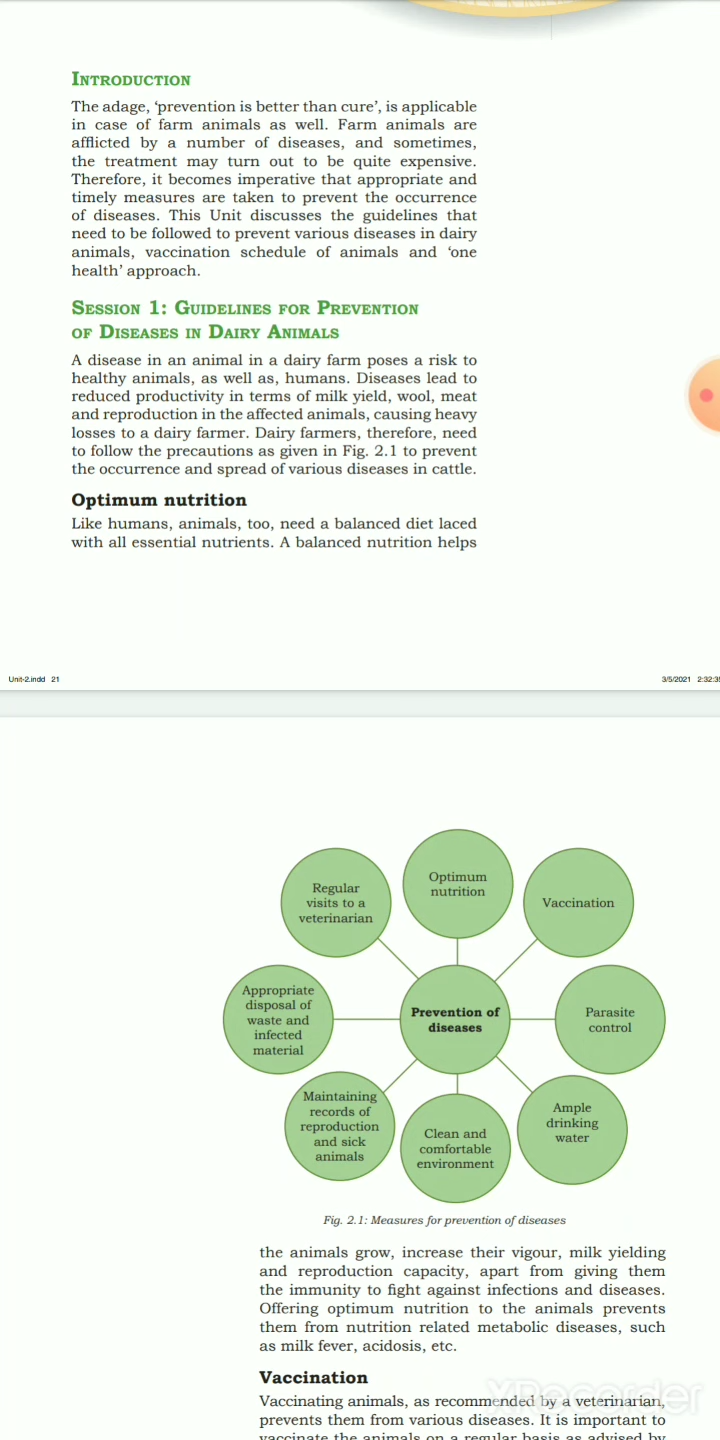 INTRODUCTION
The adage, ‘prevention is better than cure’, is applicable
in case of farm animals as well. Farm animals are
afflicted by a number of diseases, and sometimes,
the treatment may turn out to be quite expensive.
Therefore, it becomes imperative that appropriate and
timely measures are taken to prevent the occurrence
of diseases. This Unit discusses the guidelines that
need to be followed to prevent various diseases in dairy
animals, vaccination schedule of animals and ‘one
health’ approach.
SESSION 1: GUIDELINES FOR PREVENTION
OF DISEASES IN DAIRY ANIMALS
A disease in an animal in a dairy farm poses a risk to
healthy animals, as well as, humans. Diseases lead to
reduced productivity in terms of milk yield, wool, meat
and reproduction in the affected animals, causing heavy
losses to a dairy farmer. Dairy farmers, therefore, need
to follow the precautions as given in Fig. 2.1 to prevent
the occurrence and spread of various diseases in cattle.
Optimum nutrition
Like humans, animals, too, need a balanced diet laced
with all essential nutrients. A balanced nutrition helps
Unit-2.indd 21
3/5/2021 2:32:35
Optimum
nutrition
Regular
visits to a
veterinarian
Vaccination
Appropriate
disposal of
waste and
infected
material
Prevention of
diseases
Parasite
control
Maintaining
records of
reproduction
and sick
animals
Clean and
comfortable
environment
Ample
drinking
water
Fig. 2.1: Measures for prevention of diseases
the animals grow, increase their vigour, milk yielding
and reproduction capacity, apart from giving them
the immunity to fight against infections and diseases.
Offering optimum nutrition to the animals prevents
them from nutrition related metabolic diseases, such
as milk fever, acidosis, etc.
Vaccination
Vaccinating animals, as recommended by a veterinarian,
prevents them from various diseases. It is important to
vaccinate the animals on a regular basis as advised by
XRecorder